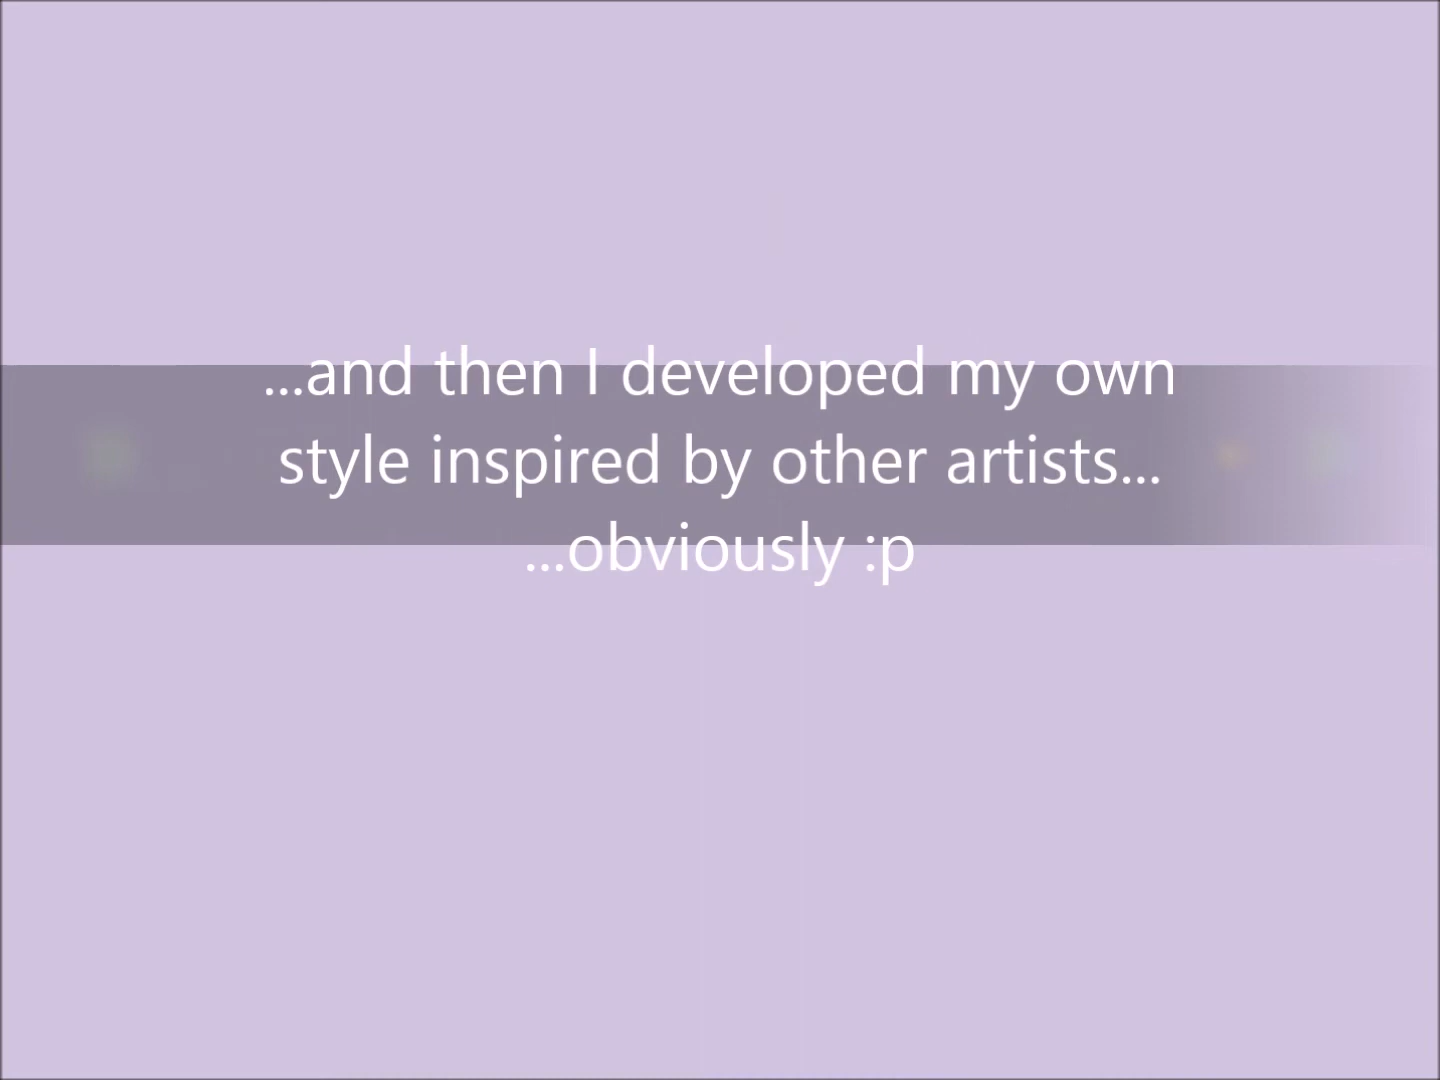 ...and then I developed my own
style inspired by other artists...
...obviously :p